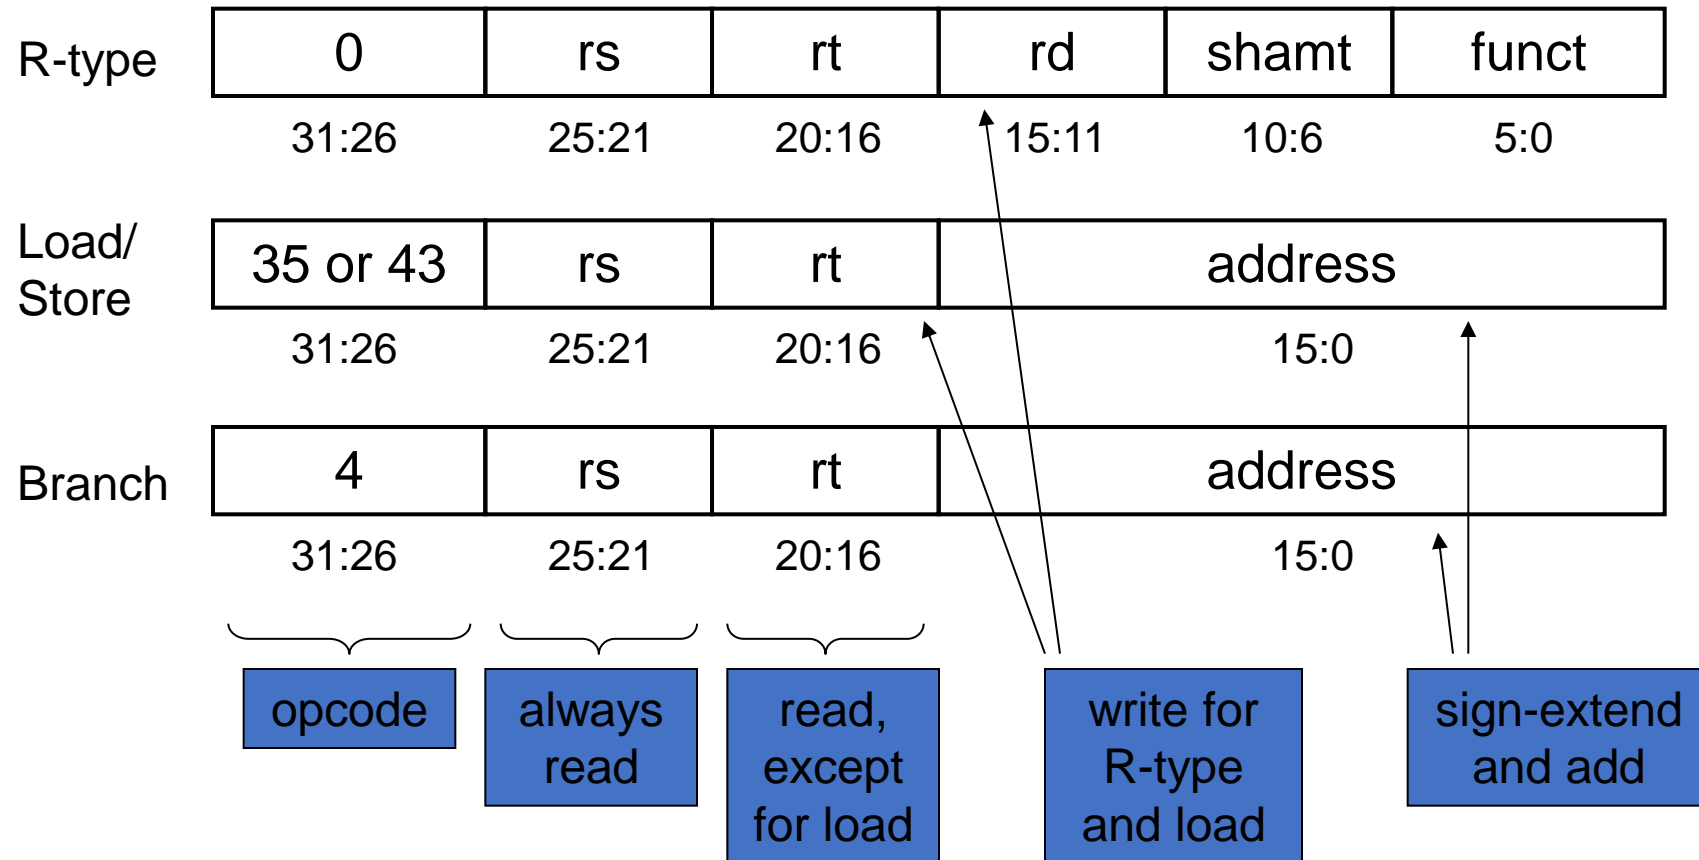 R-type 0 rs rt rd shamt funct
31:26 25:21 20:16 15:11 10:6 5:0
Load/
Store
35 or 43 rs rt address
31:26 25:21 20:16 15:0
Branch 4 rs rt address
31:26 25:21 20:16 15:0
opcode
always
read
read,
except
for load
write for
R-type
and load
sign-extend
and add